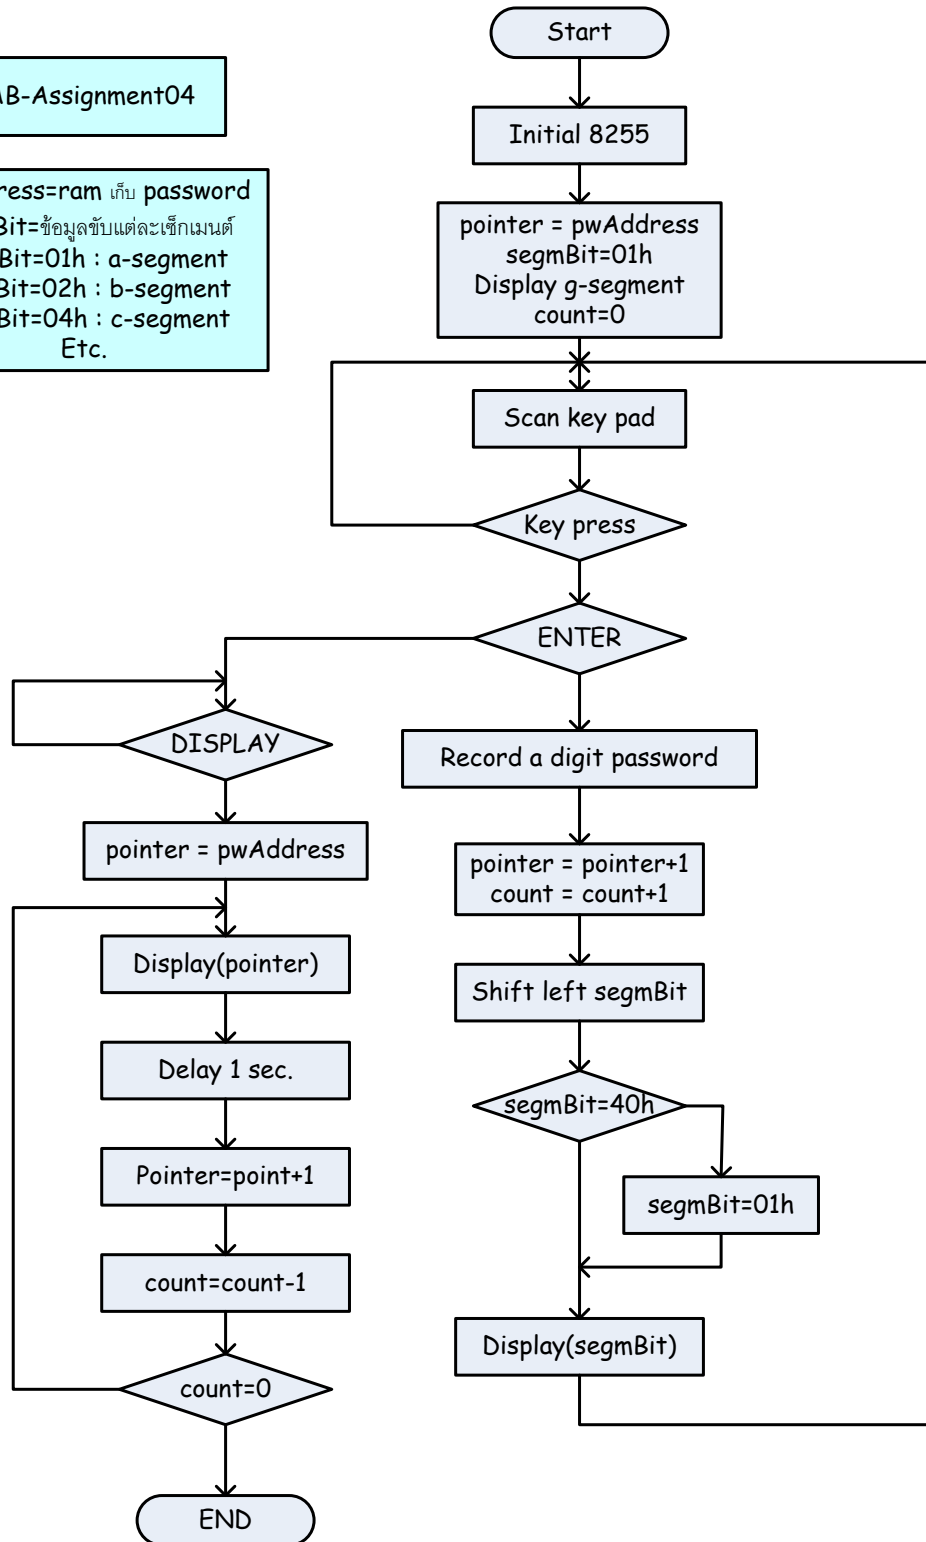 Start
AB-Assignment04
Initial 8255
ress=ram เก็บ password
Bit=ข้อมูลขับแต่ละเซ็กเมนต์
Bit=01h : a-segment
Bit=02h : b-segment
Bit=04h : c-segment
Etc.
pointer = pwAddress
segmBit=01h
Display g-segment
count=0
Scan key pad
Key press
ENTER
DISPLAY
Record a digit password
pointer = pwAddress
pointer = pointer+1
count = count+1
Display(pointer)
Shift left segmBit
Delay 1 sec.
segmBit=40h
Pointer=point+1
segmBit=01h
count=count-1
Display(segmBit)
count=0
END